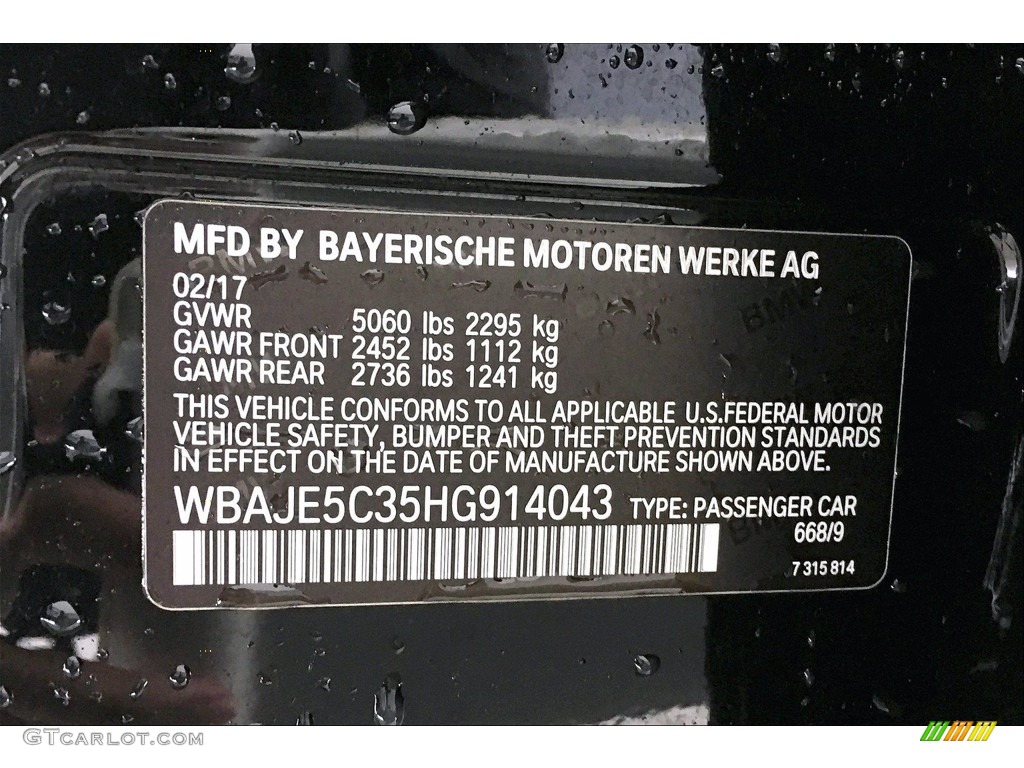 MFD BY BAYERISCHE MOTOREN WERKE AG
02/17
GVWR 5060 lbs 2295 kg
GAWR FRONT 2452 lbs 1112 kg
GAWR REAR 2736 lbs 1241 kg
THIS VEHICLE CONFORMS TO ALL APPLICABLE U.S.FEDERAL MOTOR
VEHICLE SAFETY, BUMPER AND THEFT PREVENTION STANDARDS
IN EFFECT ON THE DATE OF MANUFACTURE SHOWN ABOVE.
WBAJE5C35HG914043 TYPE: PASSENGER CAR
668/9
7 315 814
BMW
GTCARLOT.COM